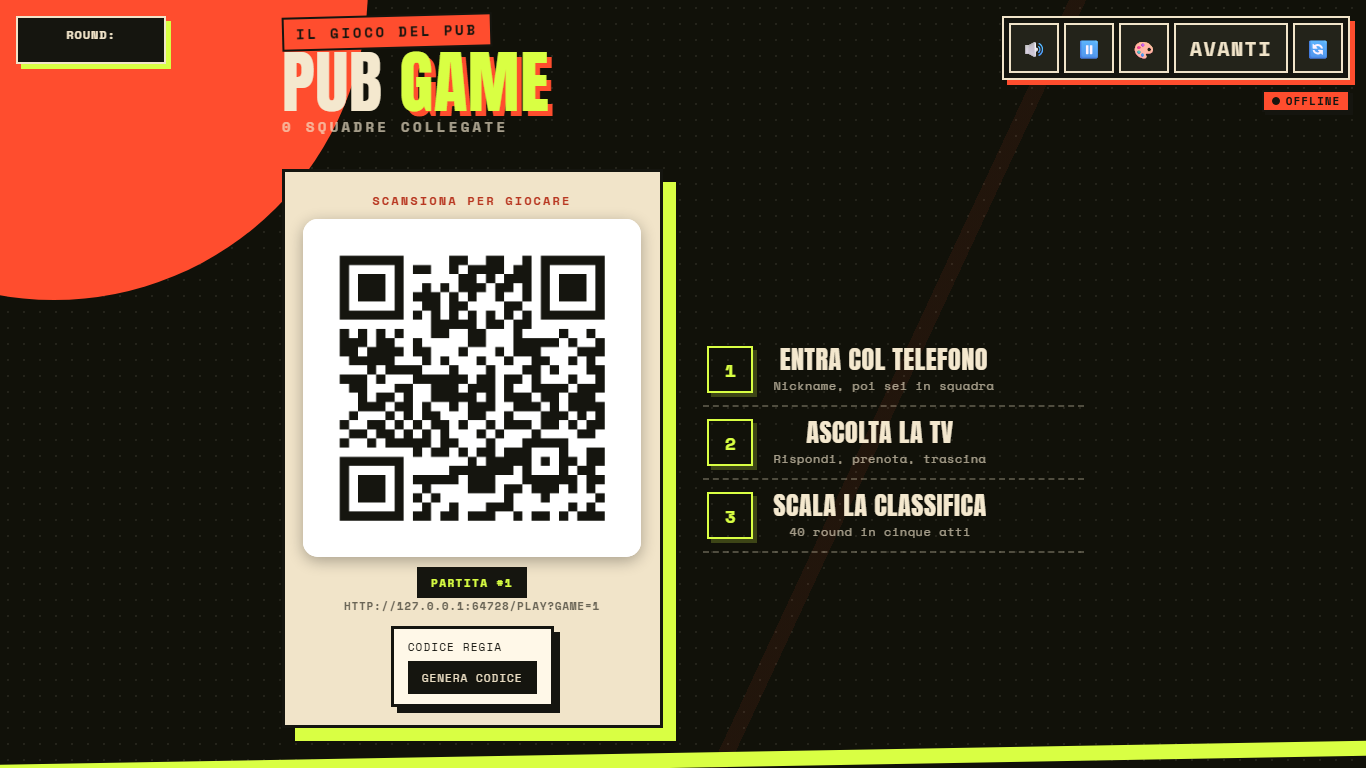 ROUND:
IL GIOCO DEL PUB
PUB GAME
0 SQUADRE COLLEGATE
AVANTI
OFFLINE
SCANSIONA PER GIOCARE
PARTITA #1
HTTP://127.0.0.1:64728/PLAY?GAME=1
CODICE REGIA
GENERA CODICE
1
ENTRA COL TELEFONO
Nickname, poi sei in squadra
2
ASCOLTA LA TV
Rispondi, prenota, trascina
3
SCALA LA CLASSIFICA
40 round in cinque atti